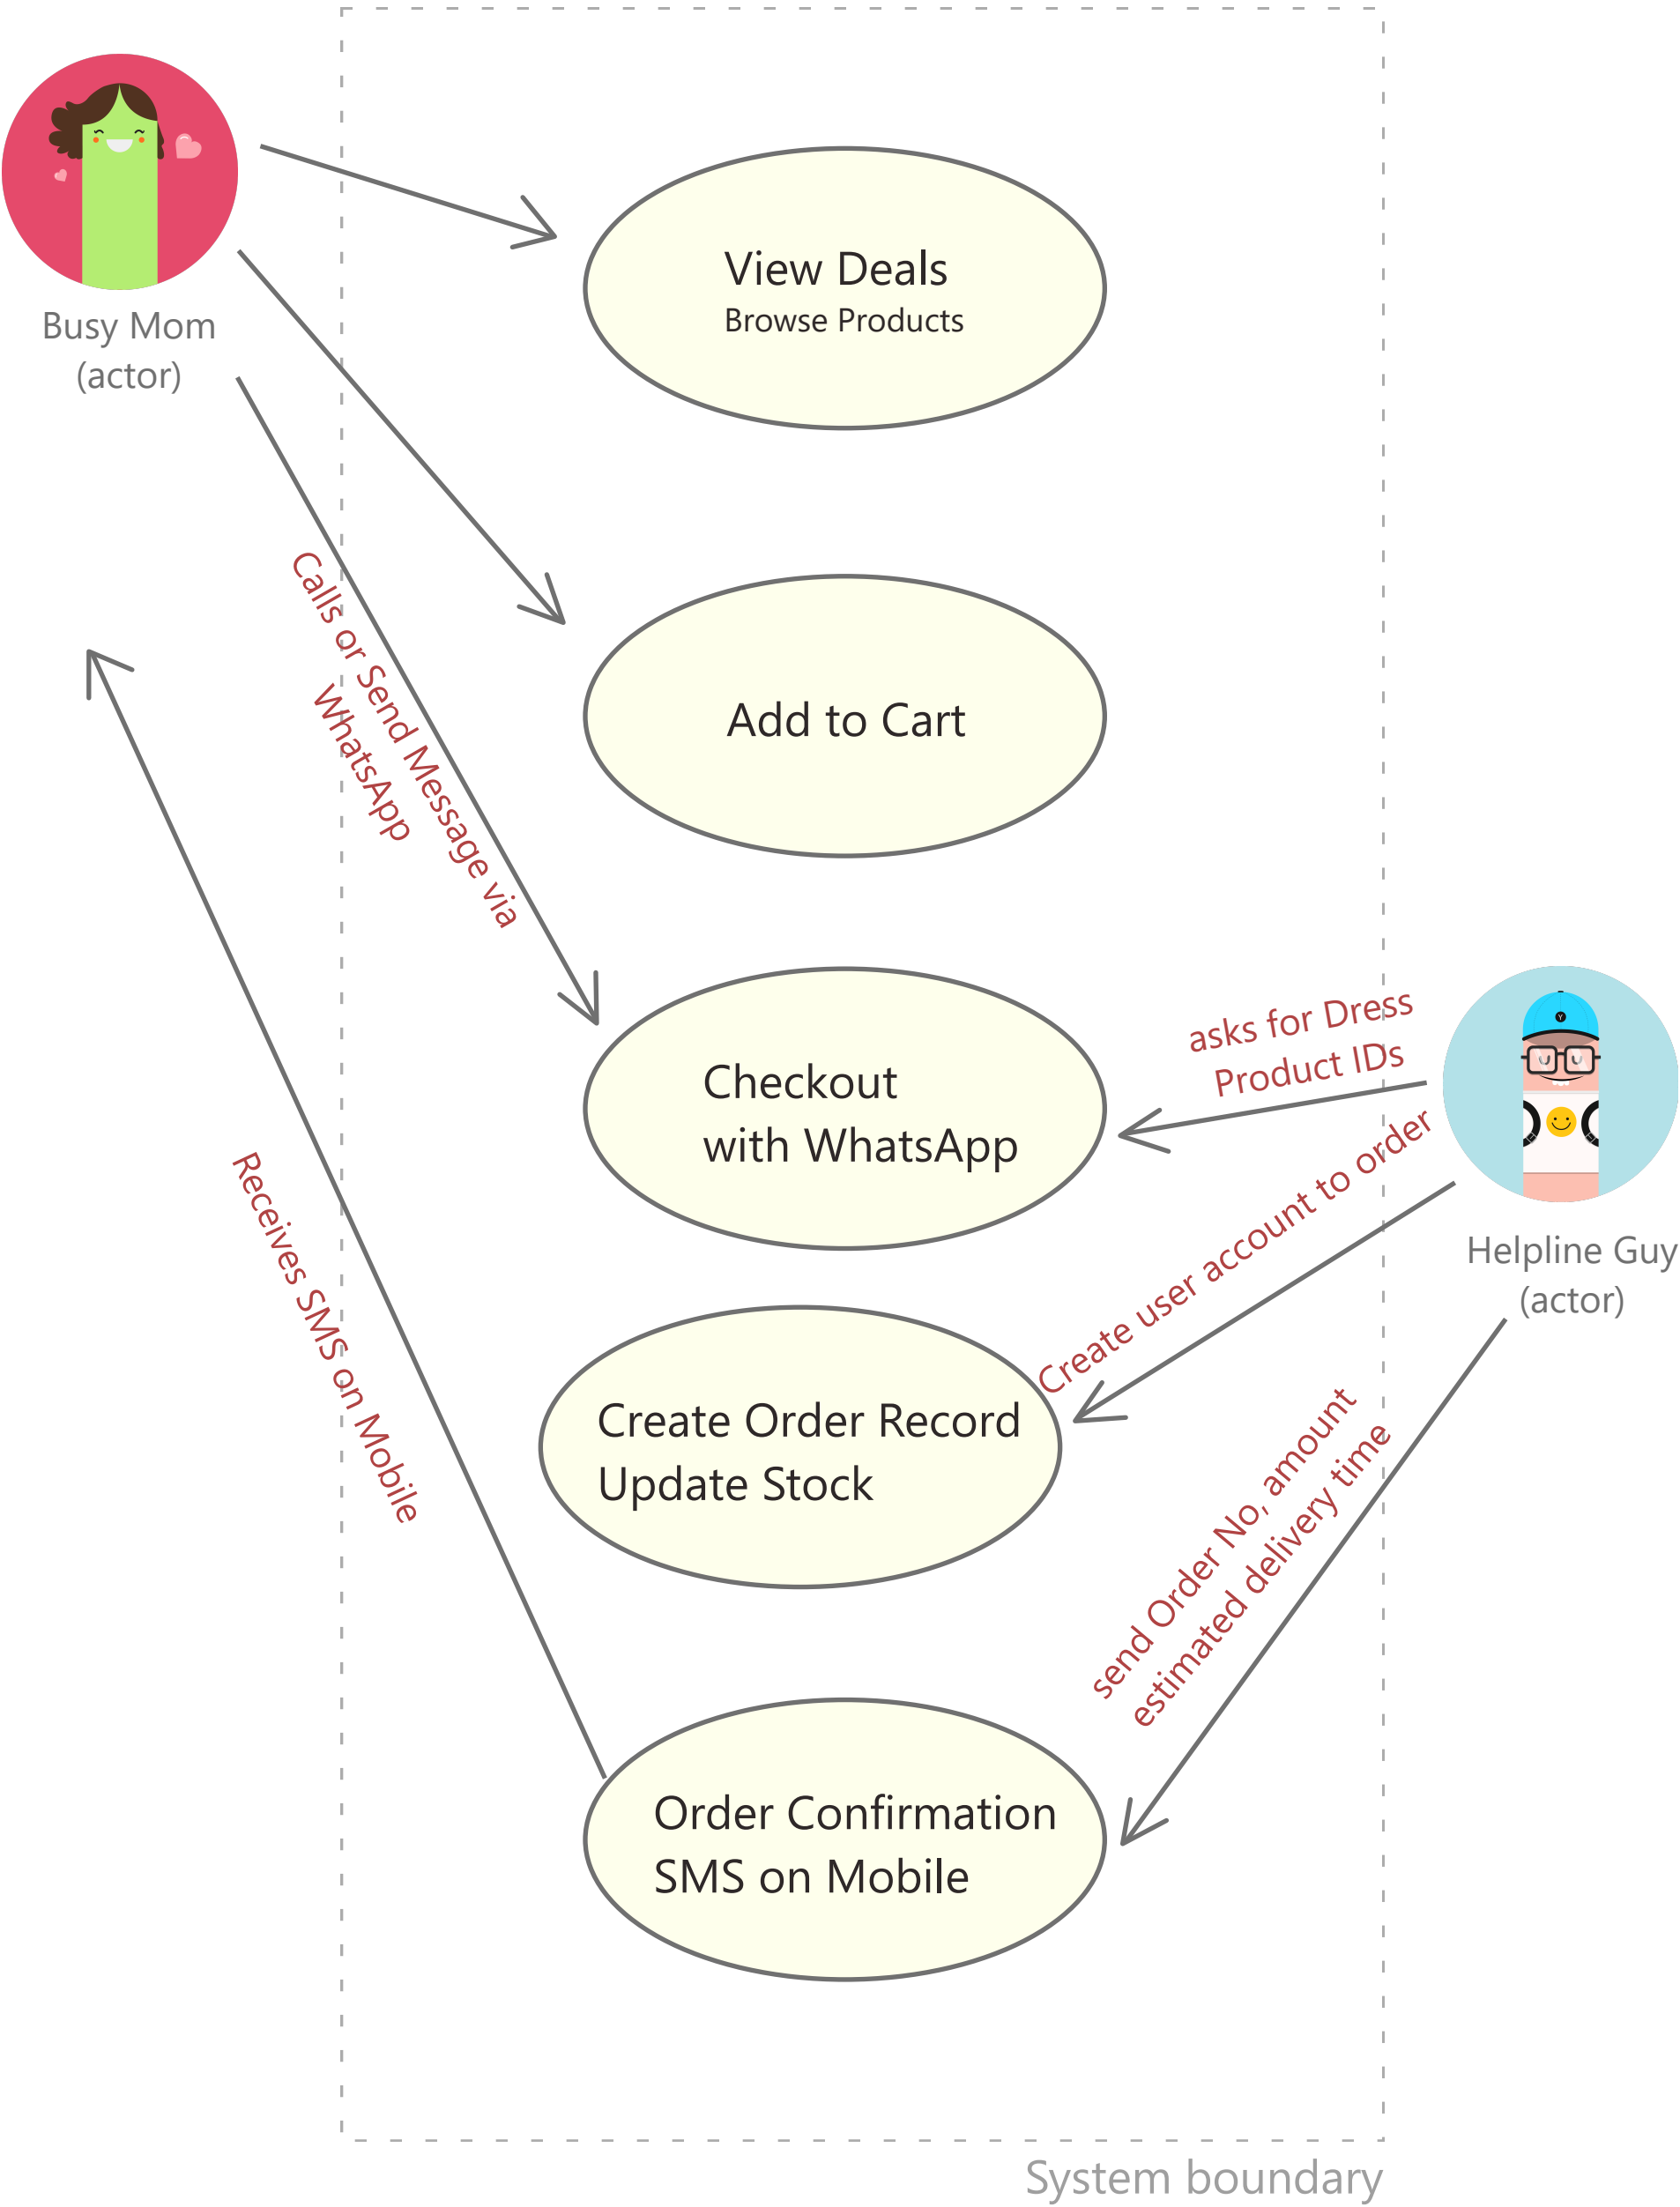 Busy Mom
(actor)
View Deals
Browse Products
Calls or Send Message via
WhatsApp
Add to Cart
Checkout
with WhatsApp
asks for Dress
Product IDs
Y
Helpline Guy
(actor)
Create user account to order
Create Order Record
Update Stock
Receives SMS on Mobile
send Order No, amount
estimated delivery time
Order Confirmation
SMS on Mobile
System boundary